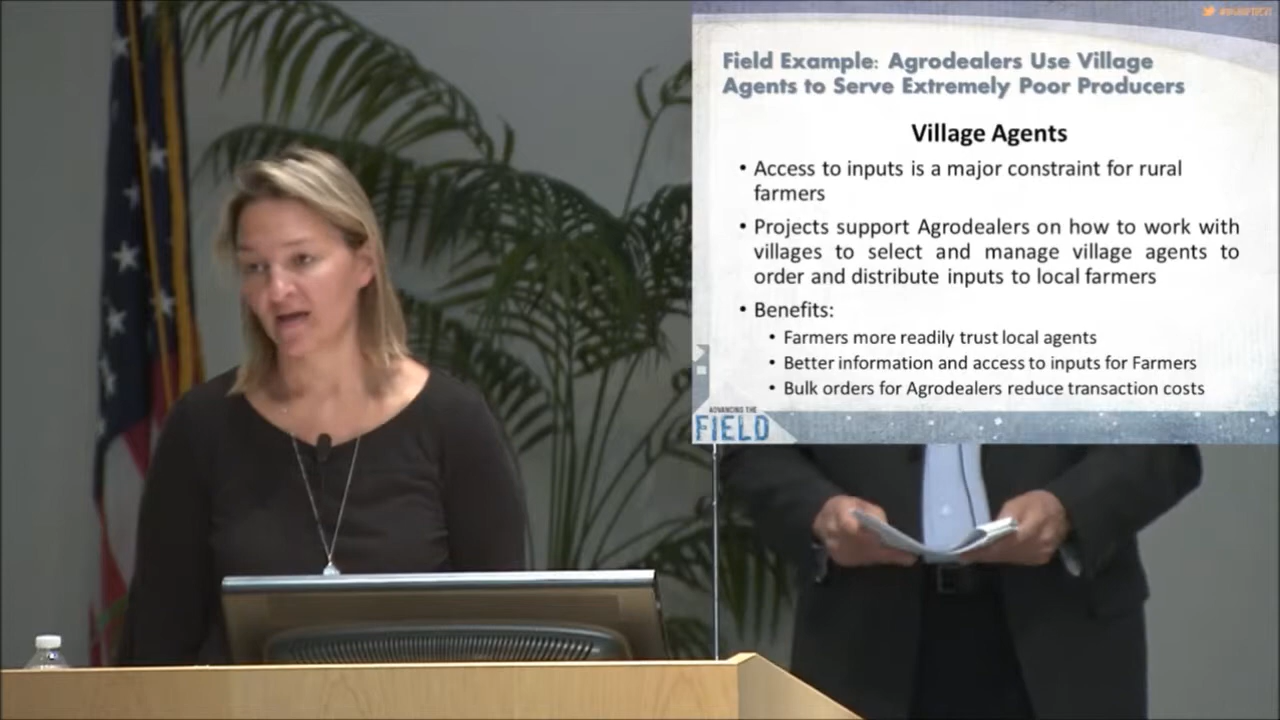 Field Example: Agrodealers Use Village
Agents to Serve Extremely Poor Producers
Village Agents
• Access to inputs is a major constraint for rural
farmers
• Projects support Agrodealers on how to work with
villages to select and manage village agents to
order and distribute inputs to local farmers
• Benefits:
• Farmers more readily trust local agents
• Better information and access to inputs for Farmers
• Bulk orders for Agrodealers reduce transaction costs
ADVANCING THE
FIELD